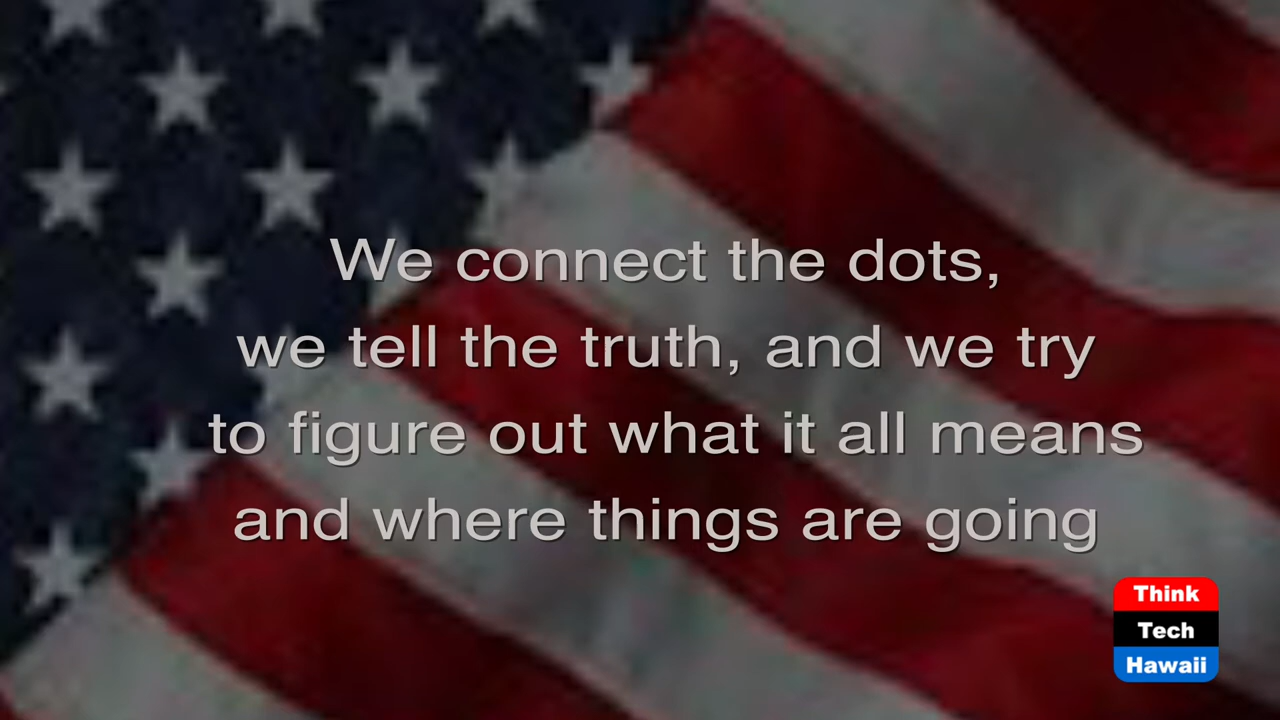 We connect the dots,
we tell the truth, and we try
to figure out what it all means
and where things are going
Think
Tech
Hawaii